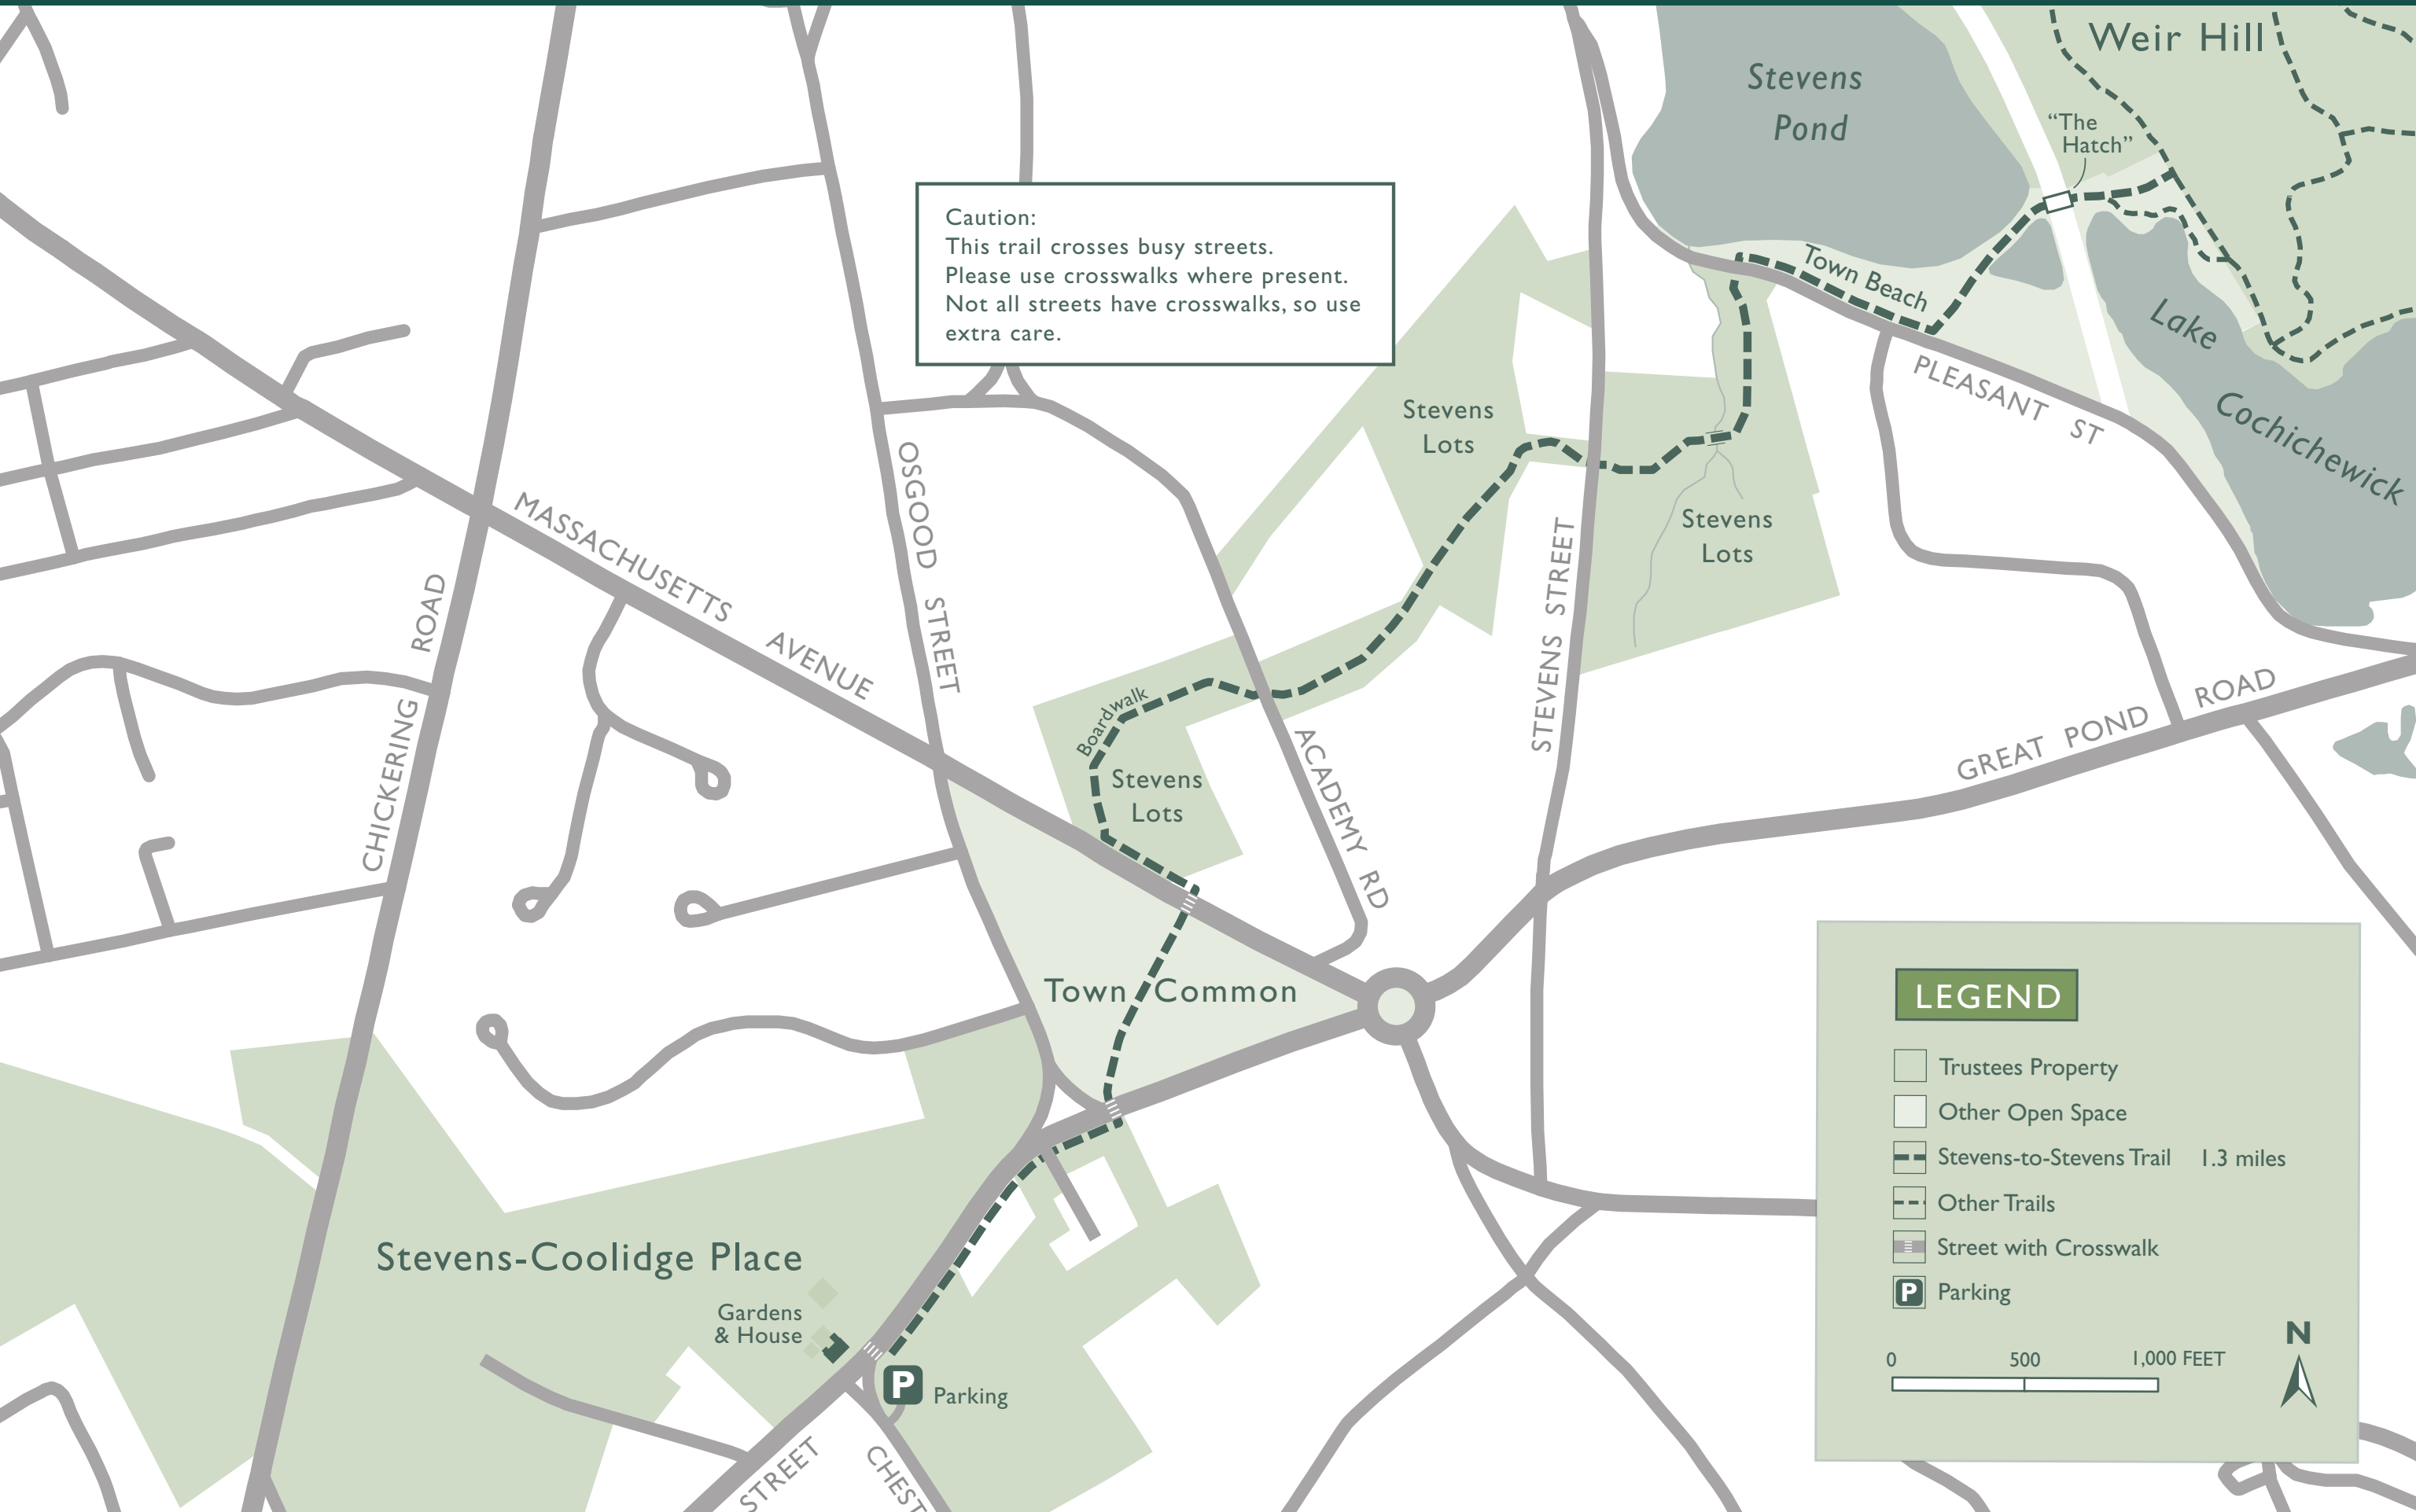 Weir Hill
Stevens
Pond
“The
Hatch”
Caution:
This trail crosses busy streets.
Please use crosswalks where present.
Not all streets have crosswalks, so use
extra care.
Town Beach
Lake
Cochichewick
PLEASANT ST
Stevens
Lots
OSGOOD STREET
MASSACHUSETTS AVENUE
Stevens
Lots
STEVENS STREET
CHICKERING ROAD
Boardwalk
GREAT POND ROAD
Stevens
Lots
ACADEMY RD
Town Common
LEGEND
Trustees Property
Other Open Space
Stevens-to-Stevens Trail 1.3 miles
Other Trails
Street with Crosswalk
P Parking
N
0 500 1,000 FEET
Stevens-Coolidge Place
Gardens
& House
P Parking
STREET
CHEST